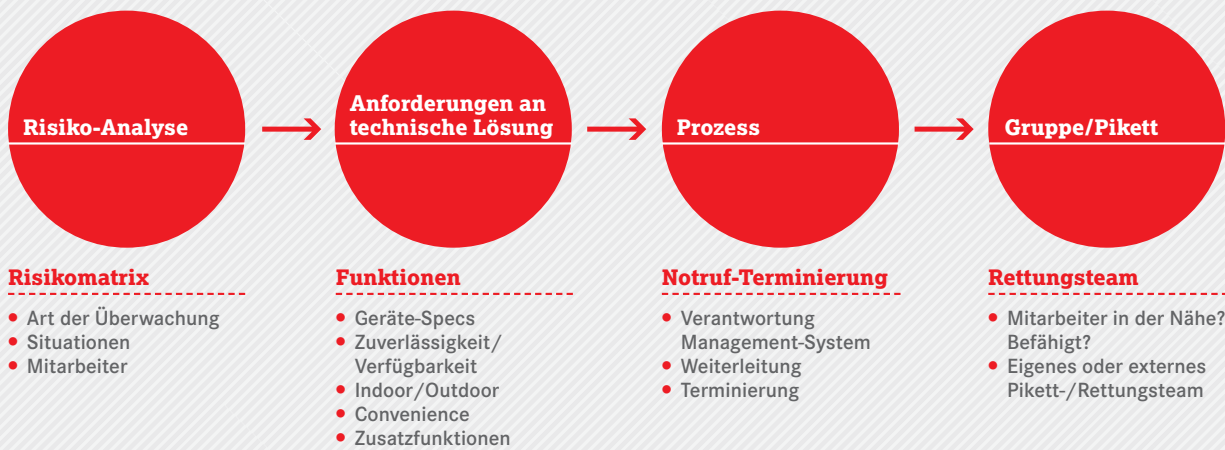 Risiko-Analyse
Anforderungen an
technische Lösung
Prozess
Gruppe/Pikett
Risikomatrix
• Art der Überwachung
• Situationen
• Mitarbeiter
Funktionen
• Geräte-Specs
• Zuverlässigkeit/
Verfügbarkeit
• Indoor/Outdoor
• Convenience
• Zusatzfunktionen
Notruf-Terminierung
• Verantwortung
Management-System
• Weiterleitung
• Terminierung
Rettungsteam
• Mitarbeiter in der Nähe?
Befähigt?
• Eigenes oder externes
Pikett-/Rettungsteam